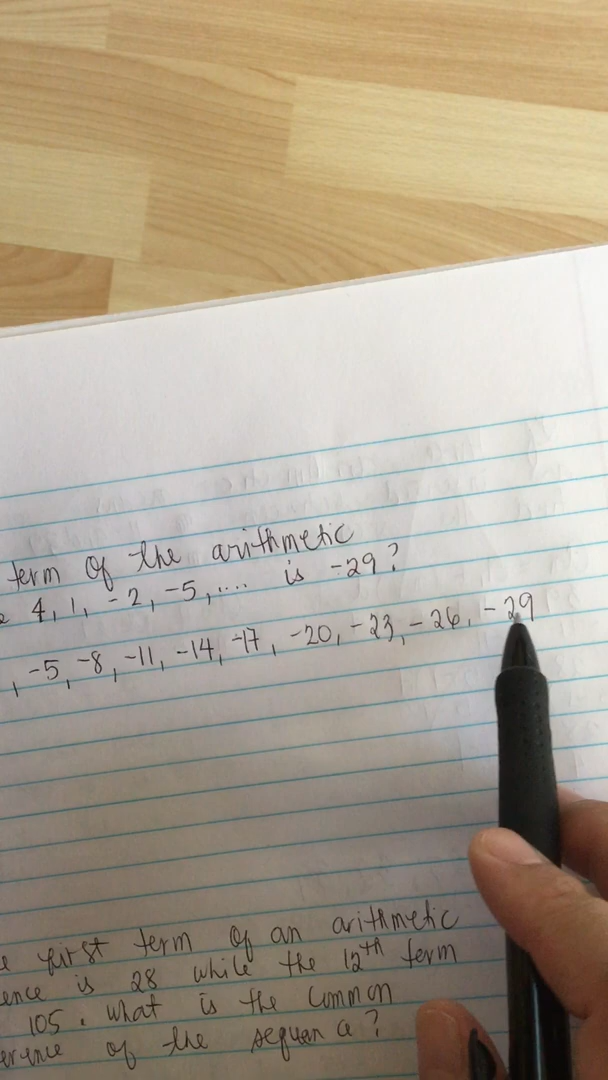 term of the arithmetic
4, 1, -2, -5, .... is -29?
, -5, -8, -11, -14, -17, -20, -23, -26, -29
first term of an arithmetic
ence is 28 while the 12th term
105. what is the common
erence of the sequence?